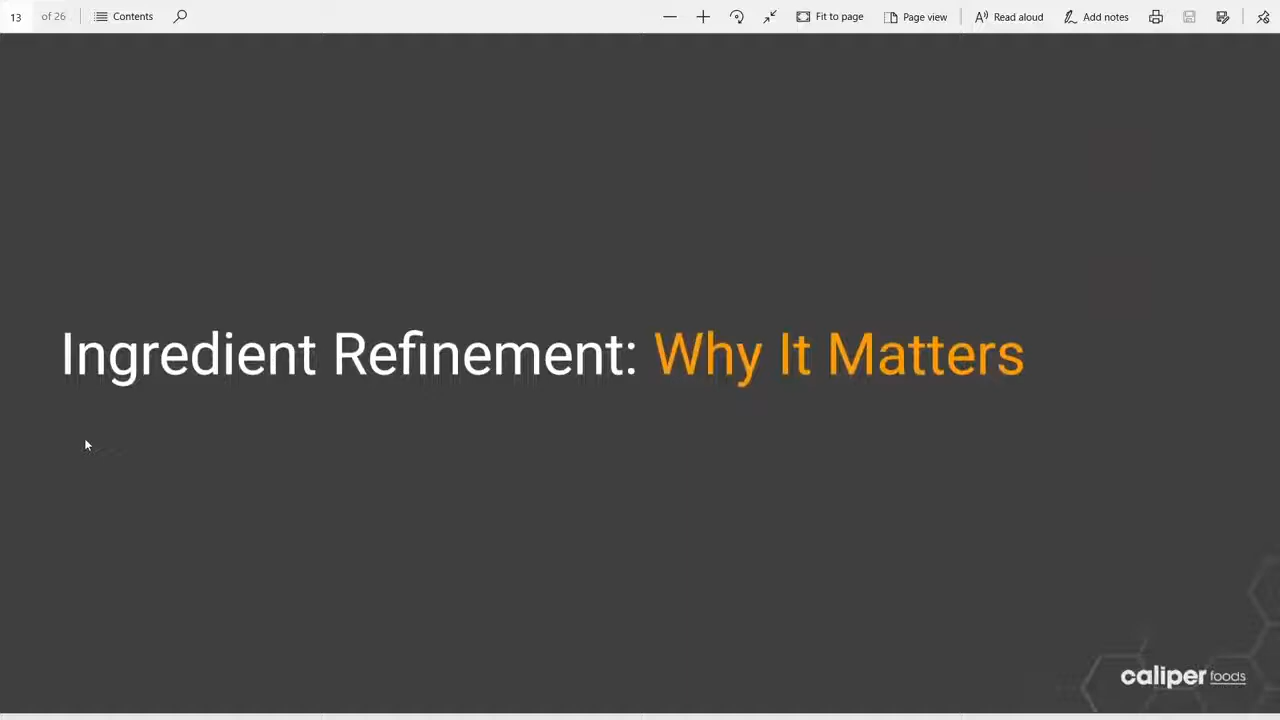 13 of 26 Contents Fit to page Page view Read aloud Add notes
Ingredient Refinement: Why It Matters
caliper foods